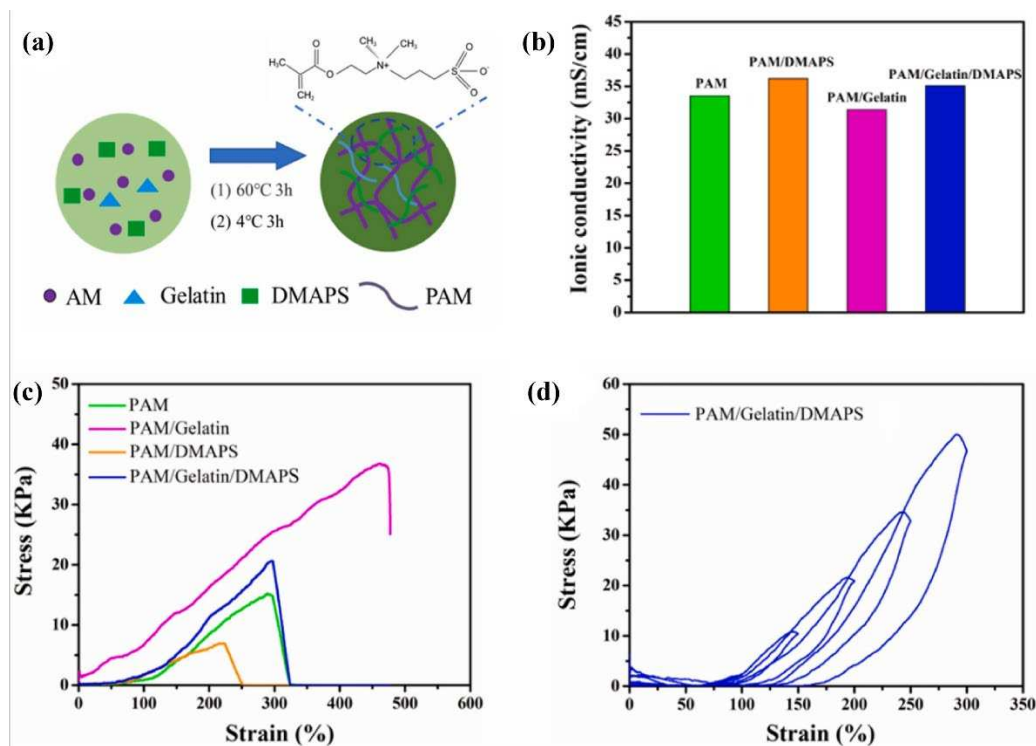 (a)
CH₃
CH₃
O
H₃C
O
N⁺
S
O⁻
O
O
CH₂
(1) 60℃ 3h
(2) 4℃ 3h
AM
Gelatin
DMAPS
PAM
(b)
Ionic conductivity (mS/cm)
45
40
35
30
25
20
15
10
5
0
PAM
PAM/DMAPS
PAM/Gelatin
PAM/Gelatin/DMAPS
(c)
Stress (KPa)
50
40
30
20
10
0
PAM
PAM/Gelatin
PAM/DMAPS
PAM/Gelatin/DMAPS
0 100 200 300 400 500 600
Strain (%)
(d)
Stress (KPa)
60
50
40
30
20
10
0
PAM/Gelatin/DMAPS
0 50 100 150 200 250 300 350
Strain (%)